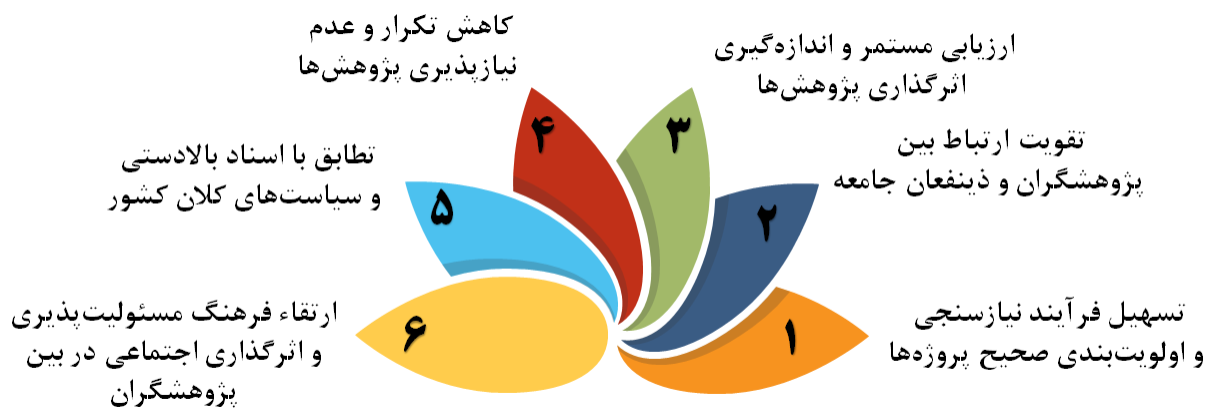 ۱
تسهیل فرآیند نیازسنجی
و اولویت‌بندی صحیح پروژه‌ها
۲
تقویت ارتباط بین
پژوهشگران و ذینفعان جامعه
۳
ارزیابی مستمر و اندازه‌گیری
اثرگذاری پژوهش‌ها
۴
کاهش تکرار و عدم
نیازپذیری پژوهش‌ها
۵
تطابق با اسناد بالادستی
و سیاست‌های کلان کشور
۶
ارتقاء فرهنگ مسئولیت‌پذیری
و اثرگذاری اجتماعی در بین
پژوهشگران